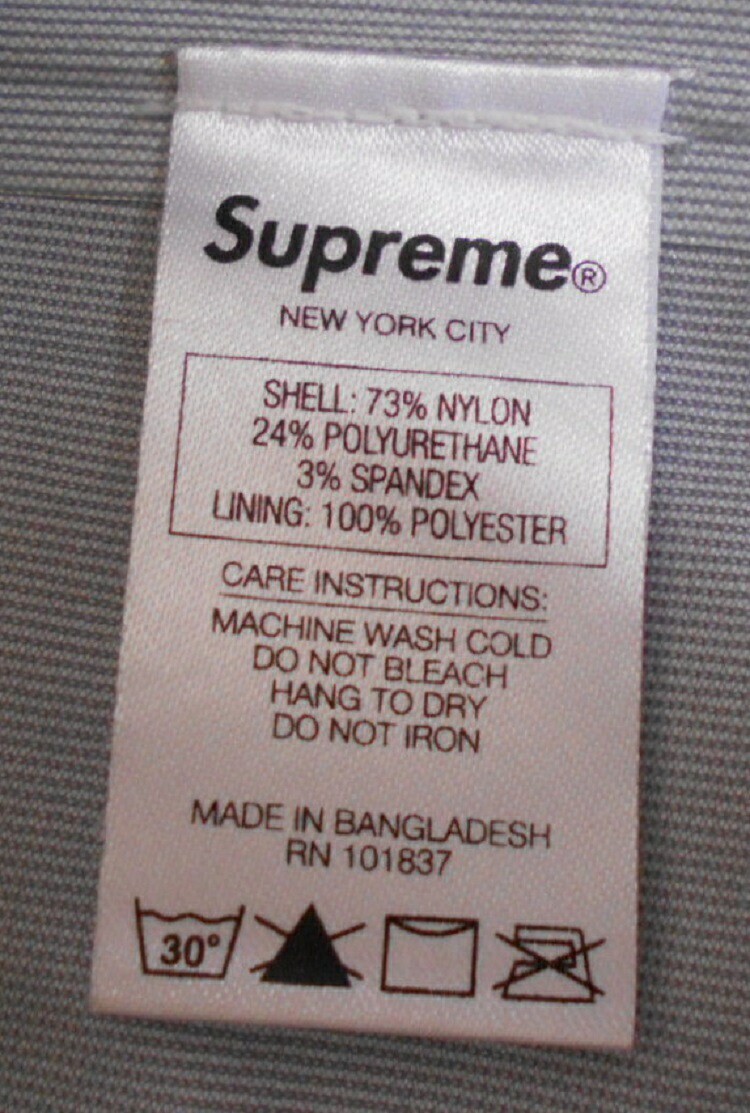 Supreme®
NEW YORK CITY
SHELL: 73% NYLON
24% POLYURETHANE
3% SPANDEX
LINING: 100% POLYESTER
CARE INSTRUCTIONS:
MACHINE WASH COLD
DO NOT BLEACH
HANG TO DRY
DO NOT IRON
MADE IN BANGLADESH
RN 101837
30°